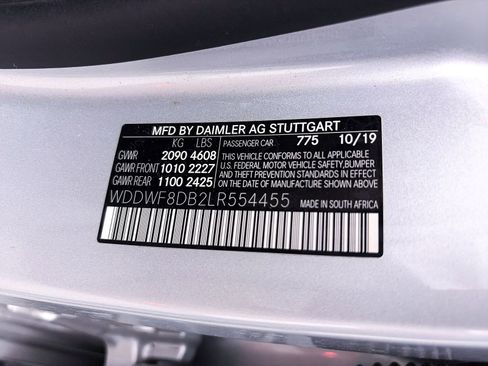 MFD BY DAIMLER AG STUTTGART
KG LBS PASSENGER CAR 775 10/19
GVWR 2090 4608
GAWR FRONT 1010 2227
GAWR REAR 1100 2425
THIS VEHICLE CONFORMS TO ALL APPLICABLE
U.S. FEDERAL MOTOR VEHICLE SAFETY, BUMPER
AND THEFT PREVENTION STANDARDS IN EFFECT ON
THE DATE OF MANUFACTURE SHOWN ABOVE.
WDDWF8DB2LR554455 MADE IN SOUTH AFRICA